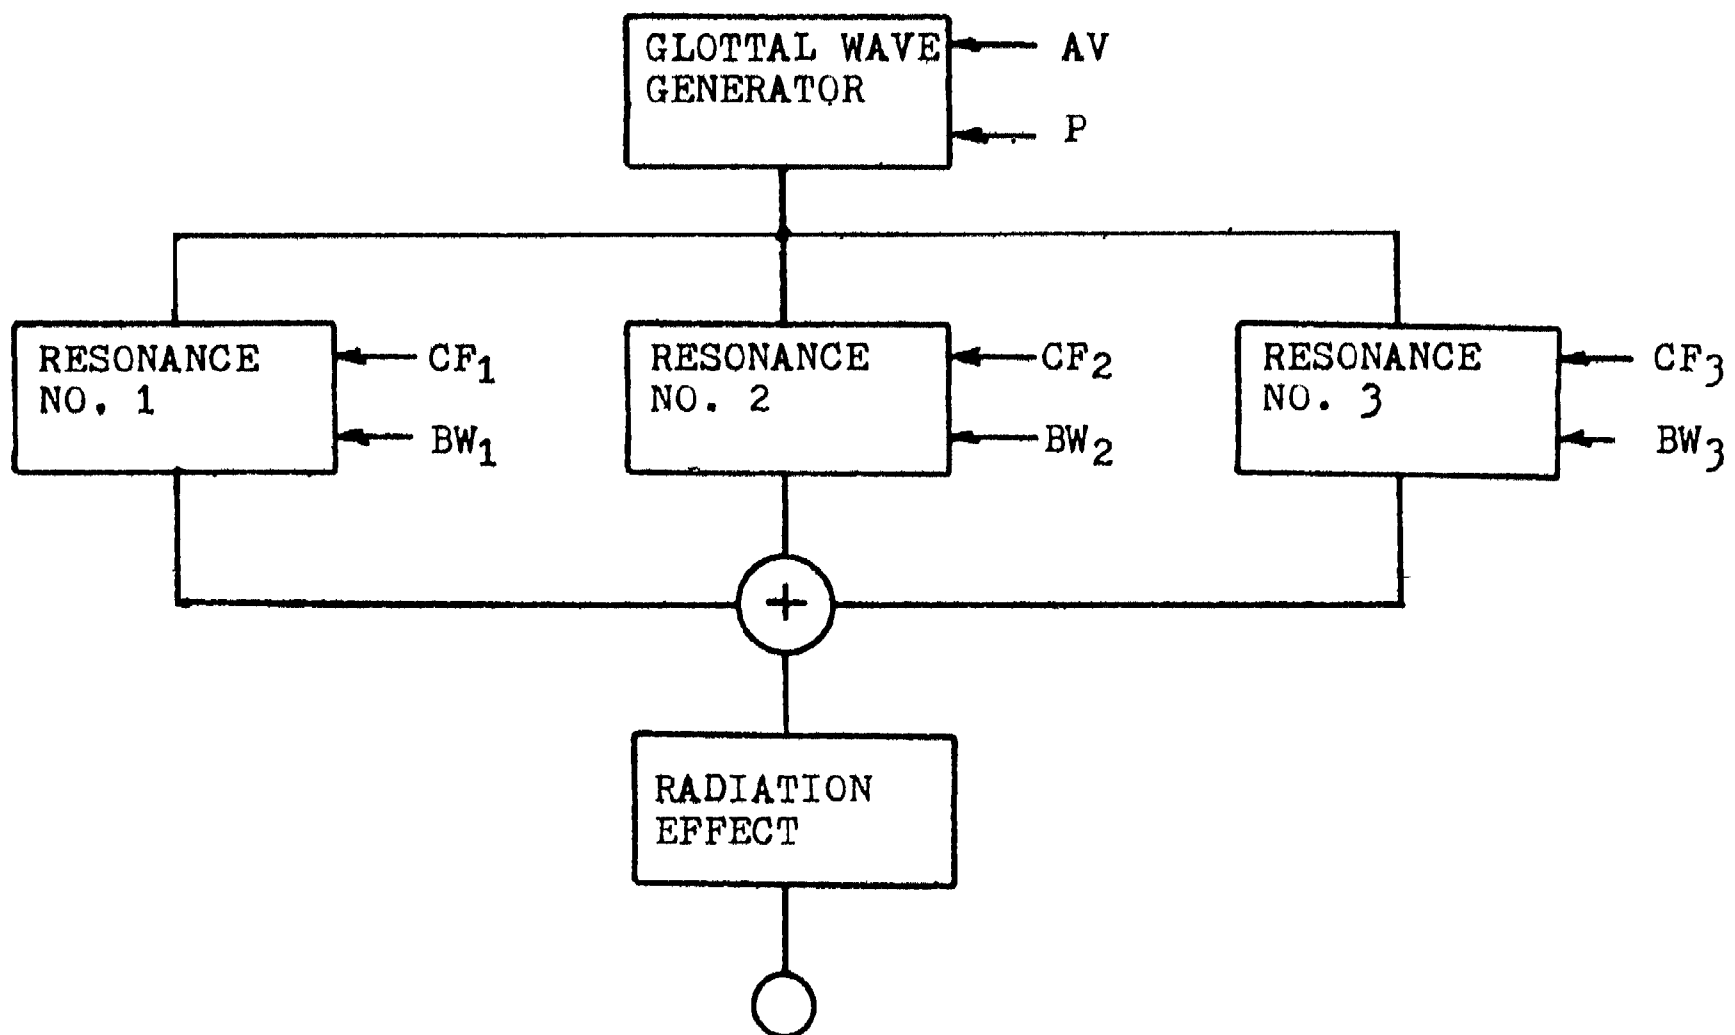 GLOTTAL WAVE
GENERATOR
AV
P
RESONANCE
NO. 1
CF1
BW1
RESONANCE
NO. 2
CF2
BW2
RESONANCE
NO. 3
CF3
BW3
+
RADIATION
EFFECT